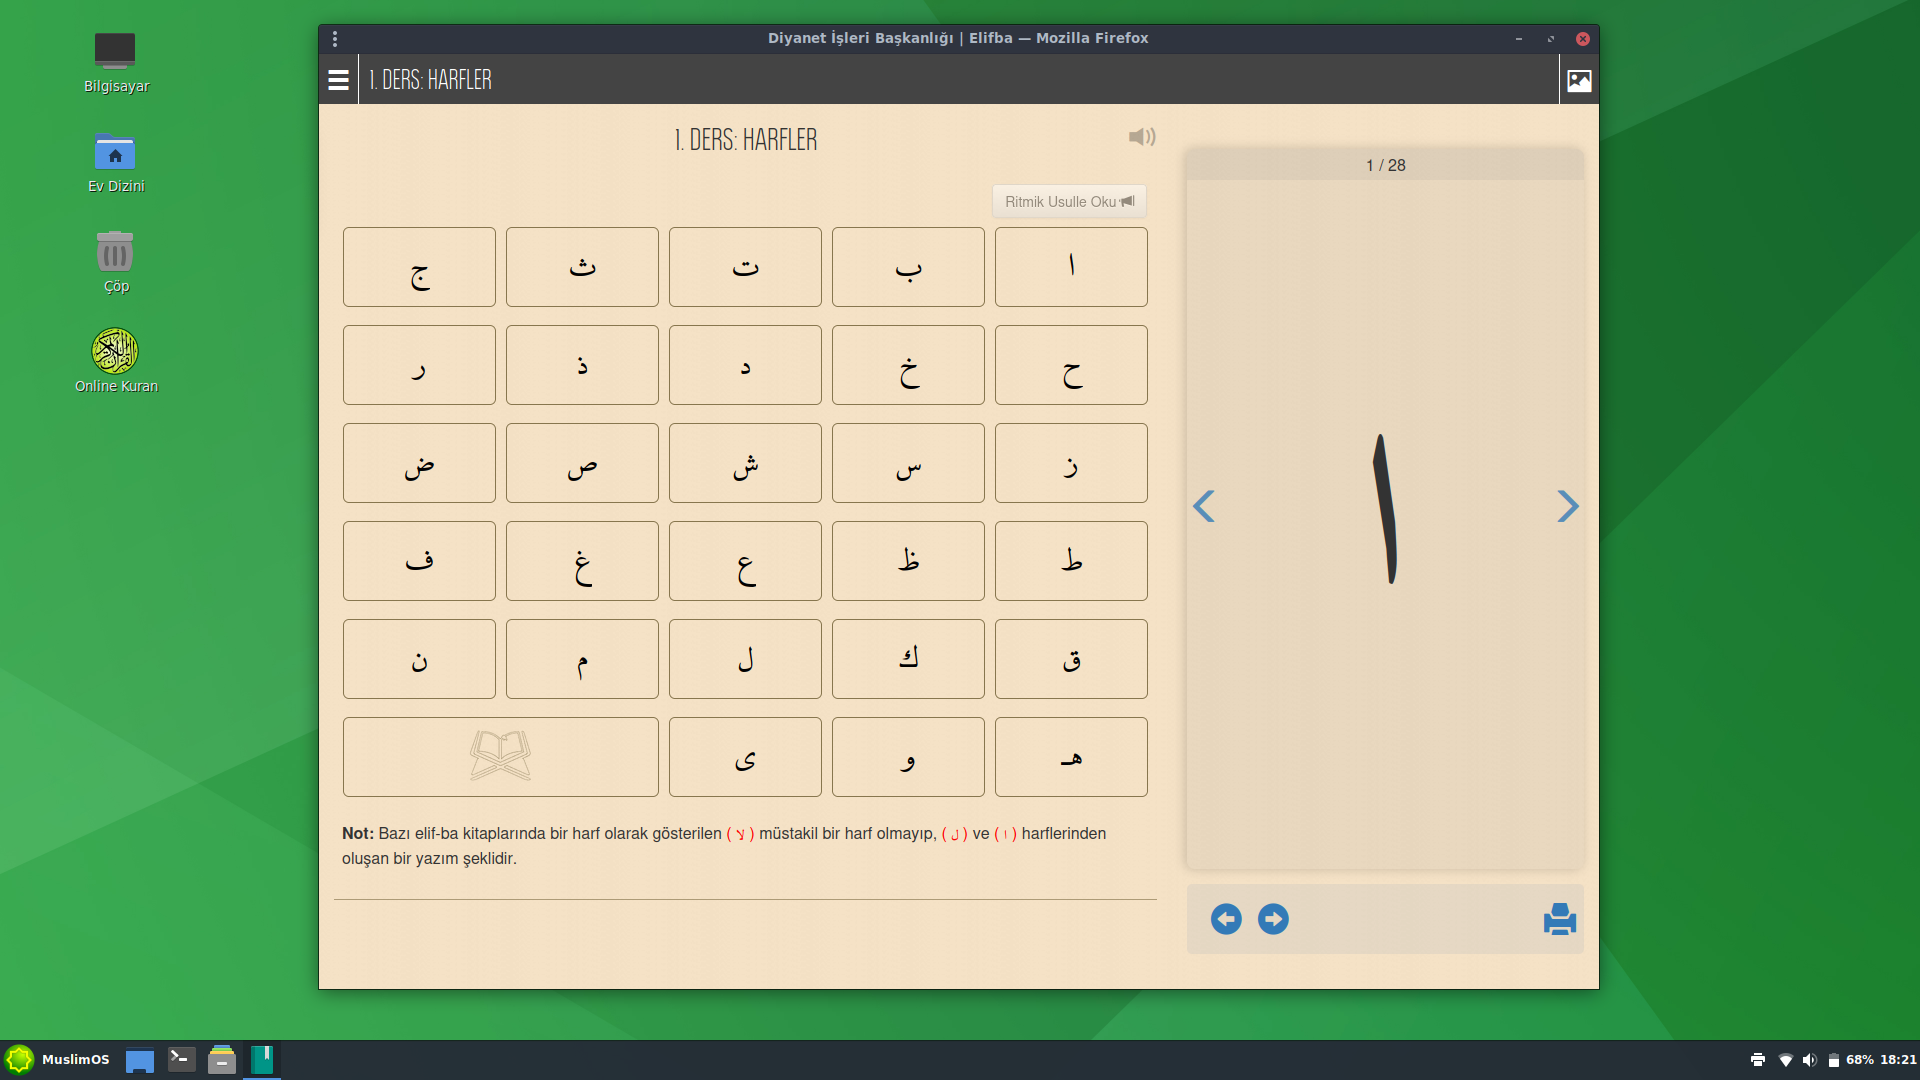 Diyanet İşleri Başkanlığı | Elifba — Mozilla Firefox
Bilgisayar
Ev Dizini
Çöp
Online Kuran
1. DERS: HARFLER
1. DERS: HARFLER
Ritmik Usulle Oku
ا ب ت ث ج
ح خ د ذ ر
ز س ش ص ض
ط ظ ع غ ف
ق ك ل م ن
هـ و ى
Not: Bazı elif-ba kitaplarında bir harf olarak gösterilen ( لا ) müstakil bir harf olmayıp, ( ل ) ve ( ا ) harflerinden
oluşan bir yazım şeklidir.
1 / 28
ا
MuslimOS
68% 18:21